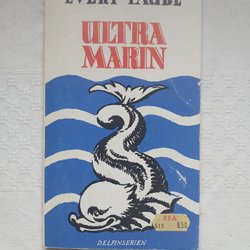 EVERT TAUBE
ULTRA
MARIN
REA
8,50
DELFINSERIEN